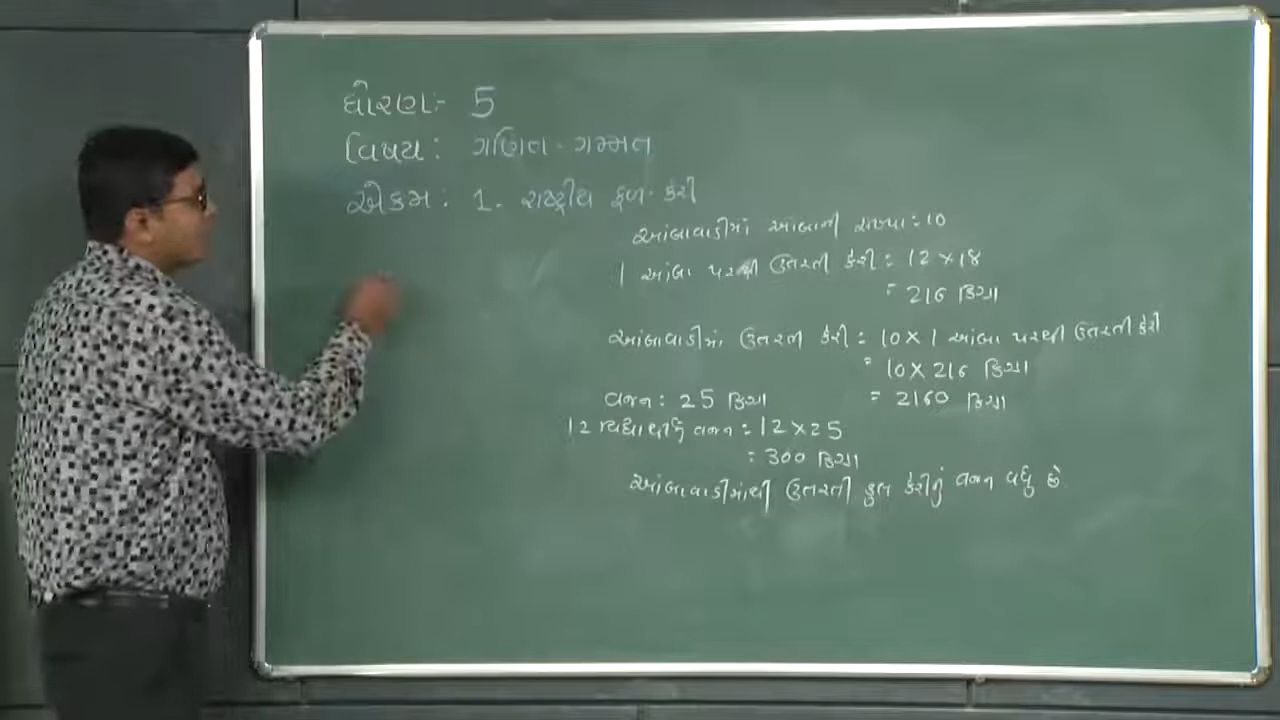 ધોરણ:- 5
વિષય: ગણિત-ગમ્મત
એકમ: 1. રાષ્ટ્રીય ફળ-કેરી
આંબાવાડીમાં આંબાની સંખ્યા: 10
1 આંબા પરથી ઉતરતી કેરી = 12 × 18
= 216 કિગ્રા
આંબાવાડીમાં ઉતરતી કેરી = 10 × 1 આંબા પરથી ઉતરતી કેરી
= 10 × 216 કિગ્રા
= 2160 કિગ્રા
વજન: 25 કિગ્રા
12 વિદ્યાર્થીનું વજન = 12 × 25
= 300 કિગ્રા
આંબાવાડીમાંથી ઉતરતી કુલ કેરીનું વજન વધુ છે.